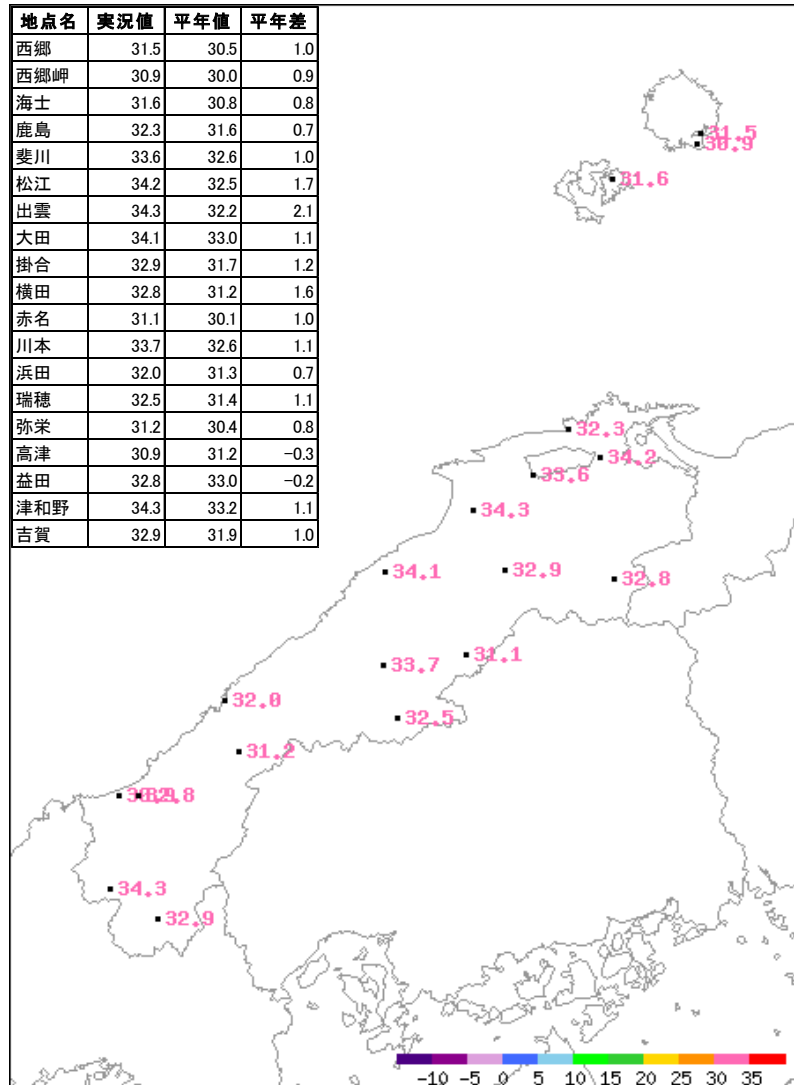 地点名 実況値 平年値 平年差
西郷 31.5 30.5 1.0
西郷岬 30.9 30.0 0.9
海士 31.6 30.8 0.8
鹿島 32.3 31.6 0.7
斐川 33.6 32.6 1.0
松江 34.2 32.5 1.7
出雲 34.3 32.2 2.1
大田 34.1 33.0 1.1
掛合 32.9 31.7 1.2
横田 32.8 31.2 1.6
赤名 31.1 30.1 1.0
川本 33.7 32.6 1.1
浜田 32.0 31.3 0.7
瑞穂 32.5 31.4 1.1
弥栄 31.2 30.4 0.8
高津 30.9 31.2 −0.3
益田 32.8 33.0 −0.2
津和野 34.3 33.2 1.1
吉賀 32.9 31.9 1.0
31.5
30.9
31.6
32.3
34.2
33.6
34.3
34.1
32.9
32.8
31.1
33.7
32.0
32.5
31.2
30.9
32.8
34.3
32.9
−10 −5 0 5 10 15 20 25 30 35